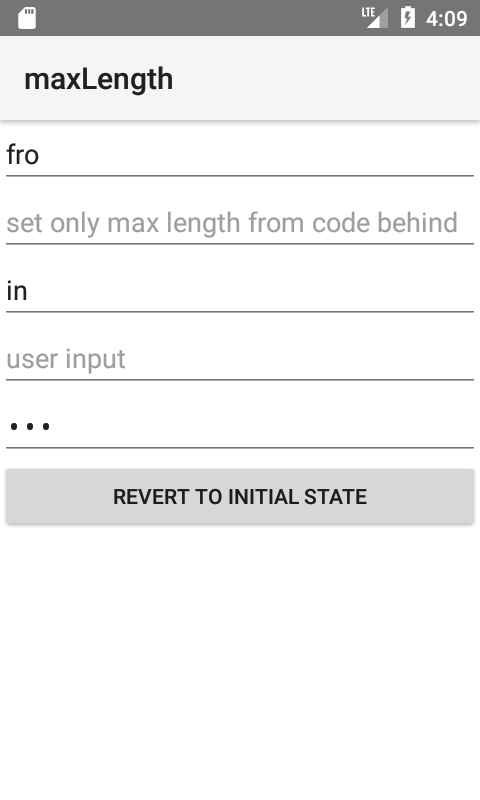 LTE 4:09
maxLength
fro
set only max length from code behind
in
user input
•••
REVERT TO INITIAL STATE